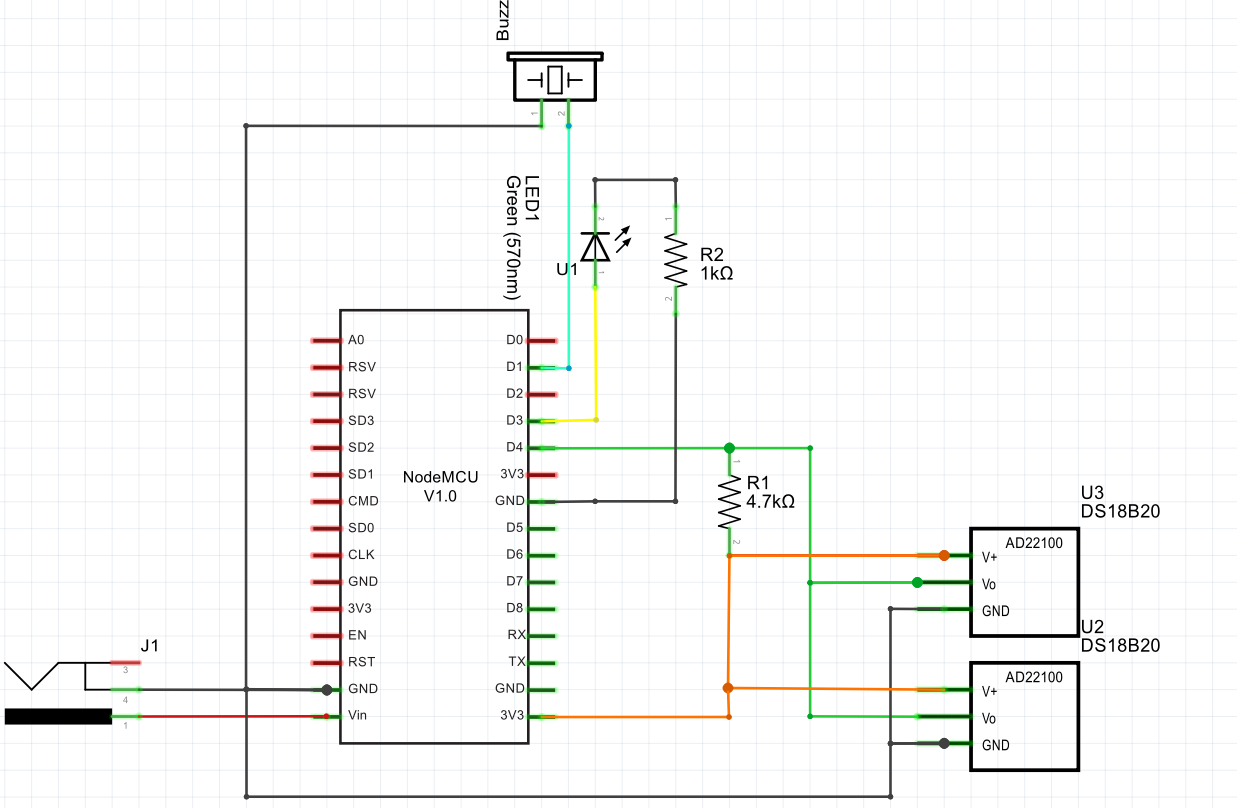 Buzz
1
2
LED1
Green (570nm)
2
1
U1
1
R2
1kΩ
2
A0
RSV
RSV
SD3
SD2
SD1
CMD
SD0
CLK
GND
3V3
EN
RST
GND
Vin
NodeMCU
V1.0
D0
D1
D2
D3
D4
3V3
GND
D5
D6
D7
D8
RX
TX
GND
3V3
1
R1
4.7kΩ
2
U3
DS18B20
AD22100
V+
Vo
GND
U2
DS18B20
AD22100
V+
Vo
GND
J1
3
4
1